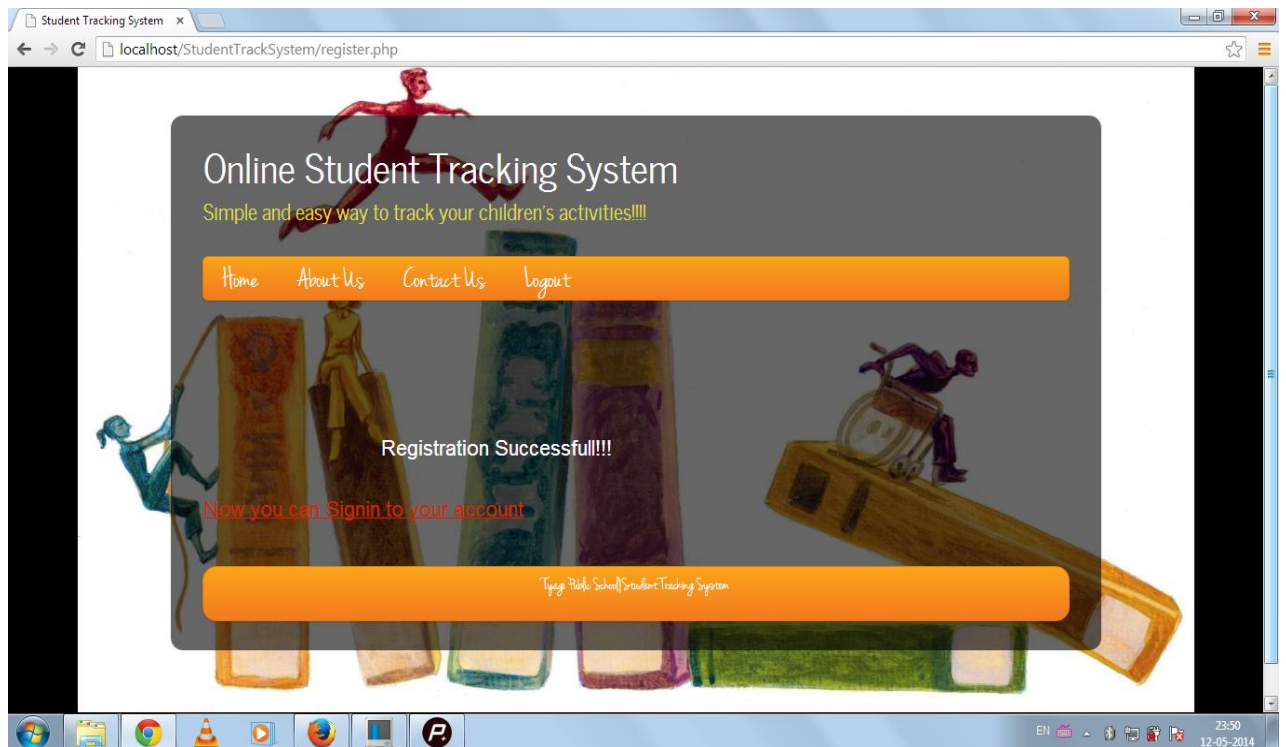 Student Tracking System
localhost/StudentTrackSystem/register.php
Online Student Tracking System
Simple and easy way to track your children's activities!!!!
Home About Us Contact Us Logout
Registration Successfull!!!
Now you can Signin to your account
Tyagi Public School|Student Tracking System
EN 23:50
12-05-2014